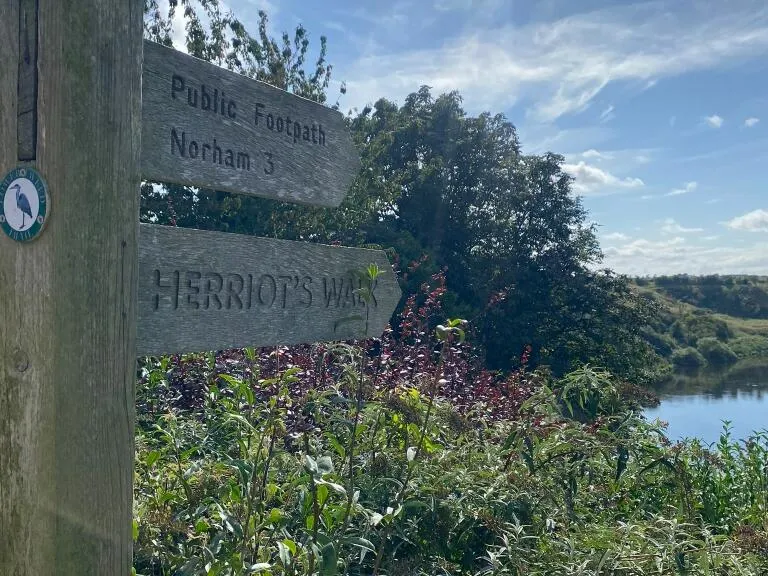 Public Footpath
Norham 3
HERRIOT'S WALK